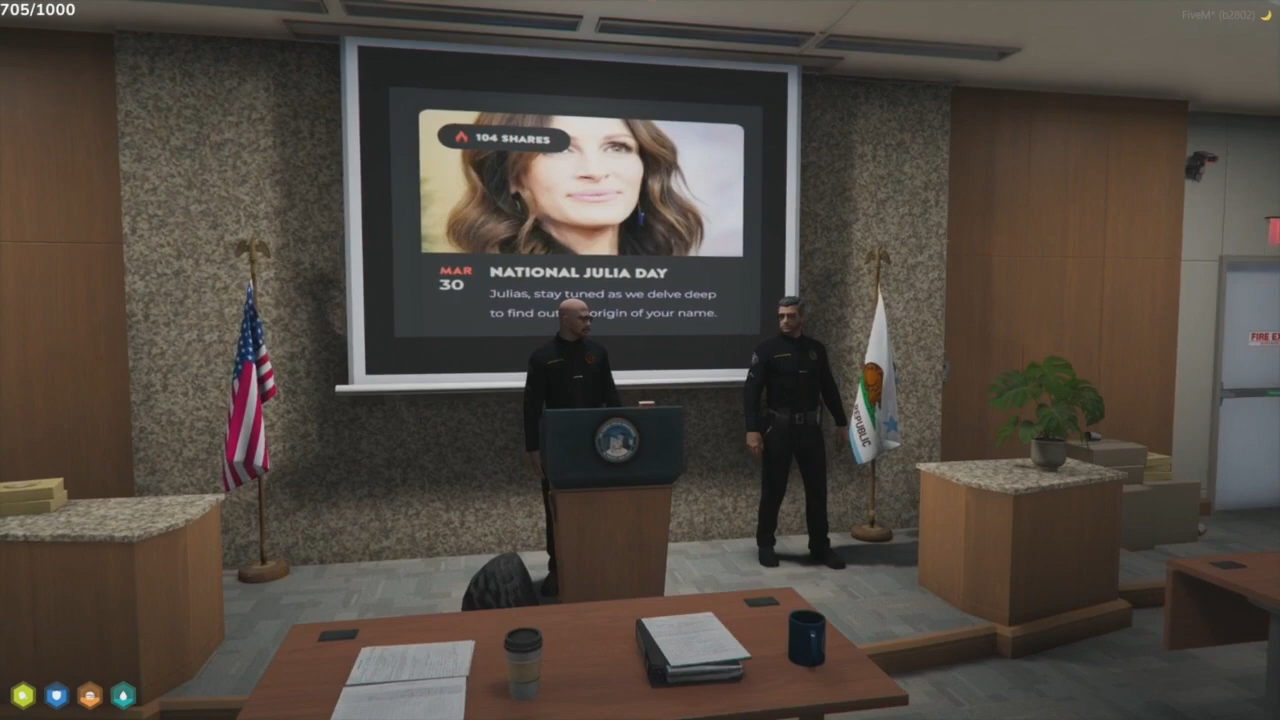 705/1000
FiveM* (b2802)
104 SHARES
MAR
30
NATIONAL JULIA DAY
Julias, stay tuned as we delve deep
to find out origin of your name.
REPUBLIC
FIRE EX